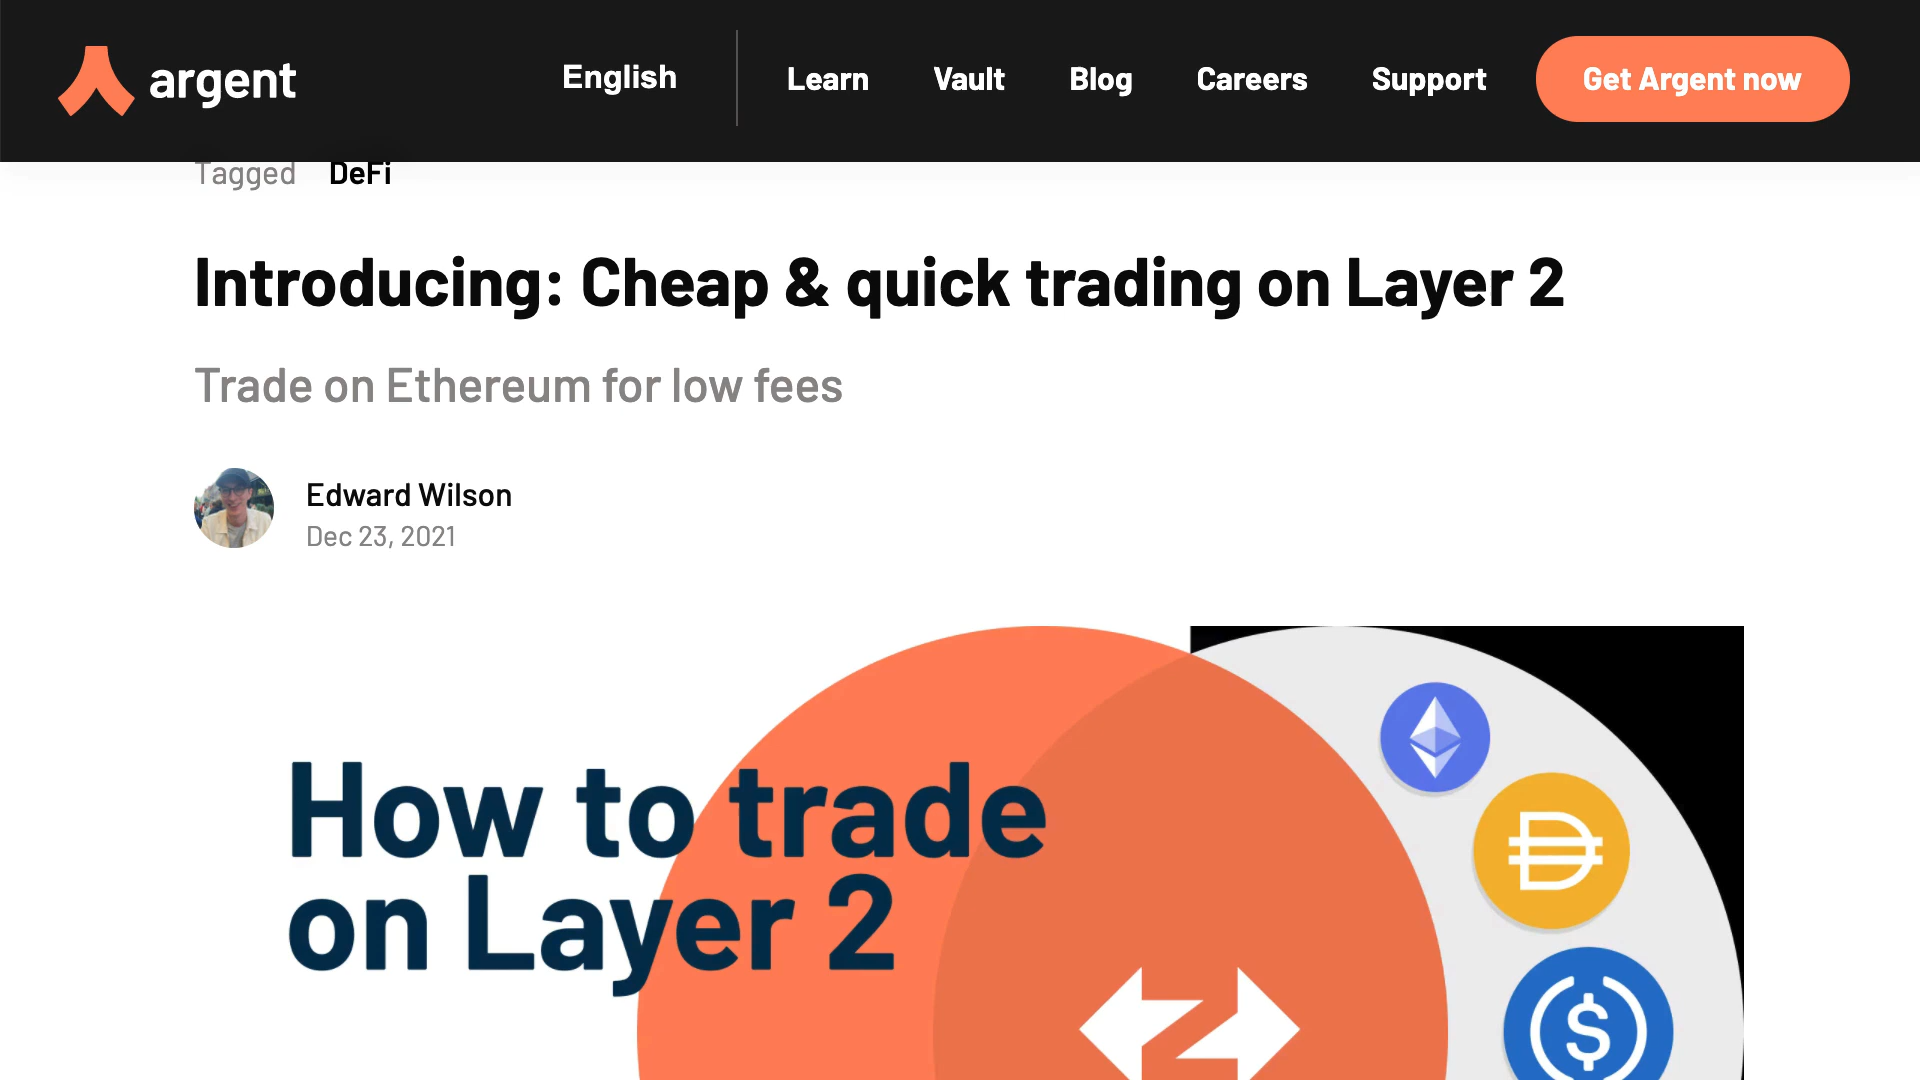 argent
English
Learn
Vault
Blog
Careers
Support
Get Argent now
Tagged DeFi
Introducing: Cheap & quick trading on Layer 2
Trade on Ethereum for low fees
Edward Wilson
Dec 23, 2021
How to trade
on Layer 2